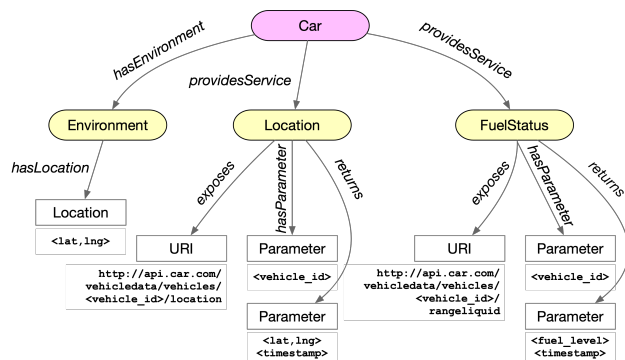 Car
hasEnvironment
providesService
providesService
Environment
Location
FuelStatus
hasLocation
exposes
hasParameter
returns
exposes
hasParameter
returns
Location
<lat,lng>
URI
http://api.car.com/
vehicledata/vehicles/
<vehicle_id>/location
Parameter
<vehicle_id>
URI
http://api.car.com/
vehicledata/vehicles/
<vehicle_id>/
rangeliquid
Parameter
<vehicle_id>
Parameter
<lat,lng>
<timestamp>
Parameter
<fuel_level>
<timestamp>